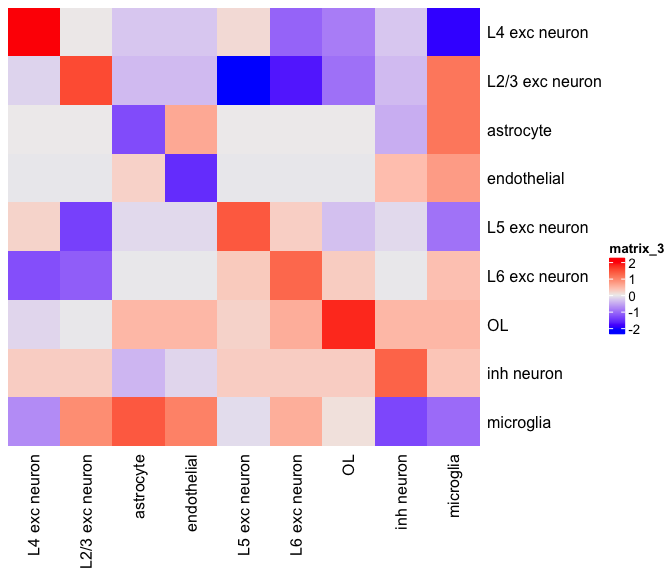 L4 exc neuron
L2/3 exc neuron
astrocyte
endothelial
L5 exc neuron
L6 exc neuron
OL
inh neuron
microglia
matrix_3
2
1
0
-1
-2
L4 exc neuron
L2/3 exc neuron
astrocyte
endothelial
L5 exc neuron
L6 exc neuron
OL
inh neuron
microglia